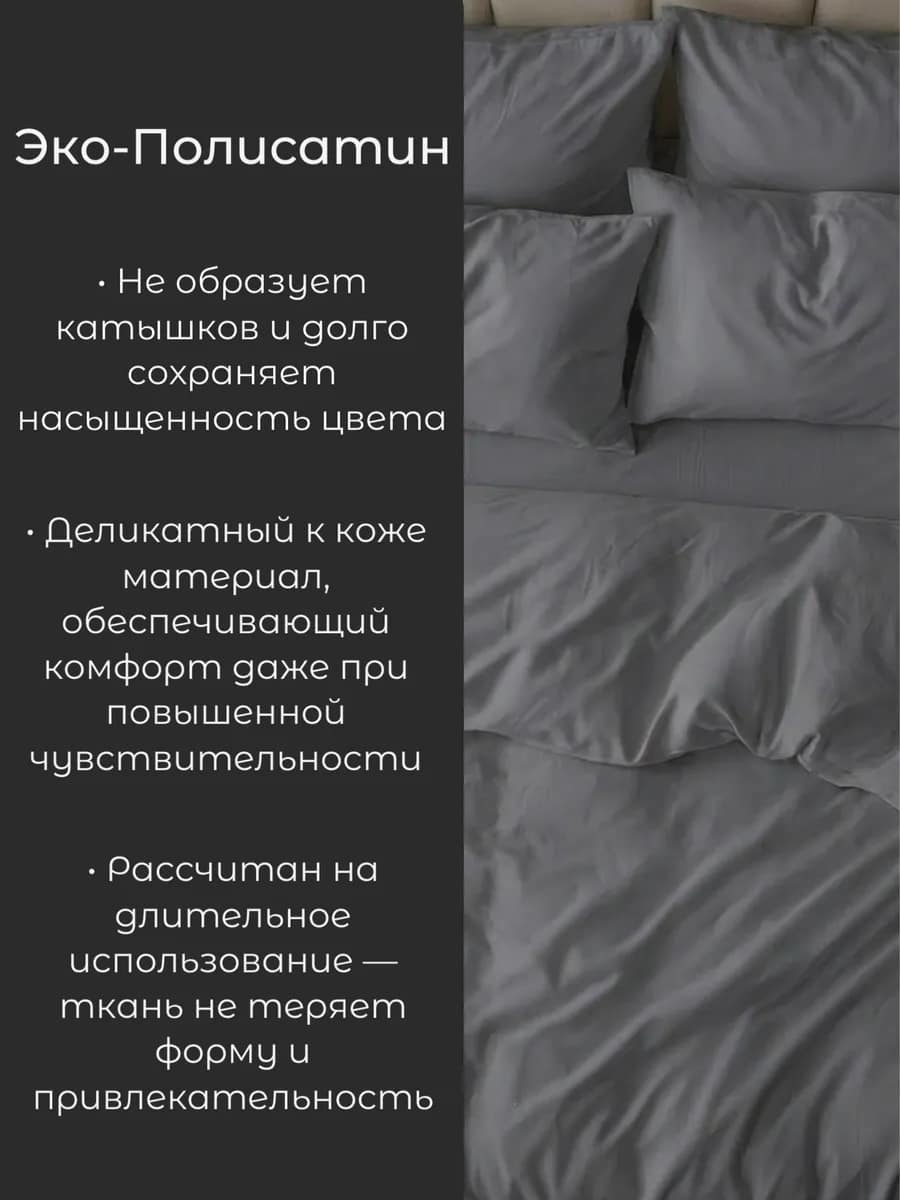 Эко-Полисатин
• Не образует
катышков и долго
сохраняет
насыщенность цвета
• Деликатный к коже
материал,
обеспечивающий
комфорт даже при
повышенной
чувствительности
• Рассчитан на
длительное
использование —
ткань не теряет
форму и
привлекательность